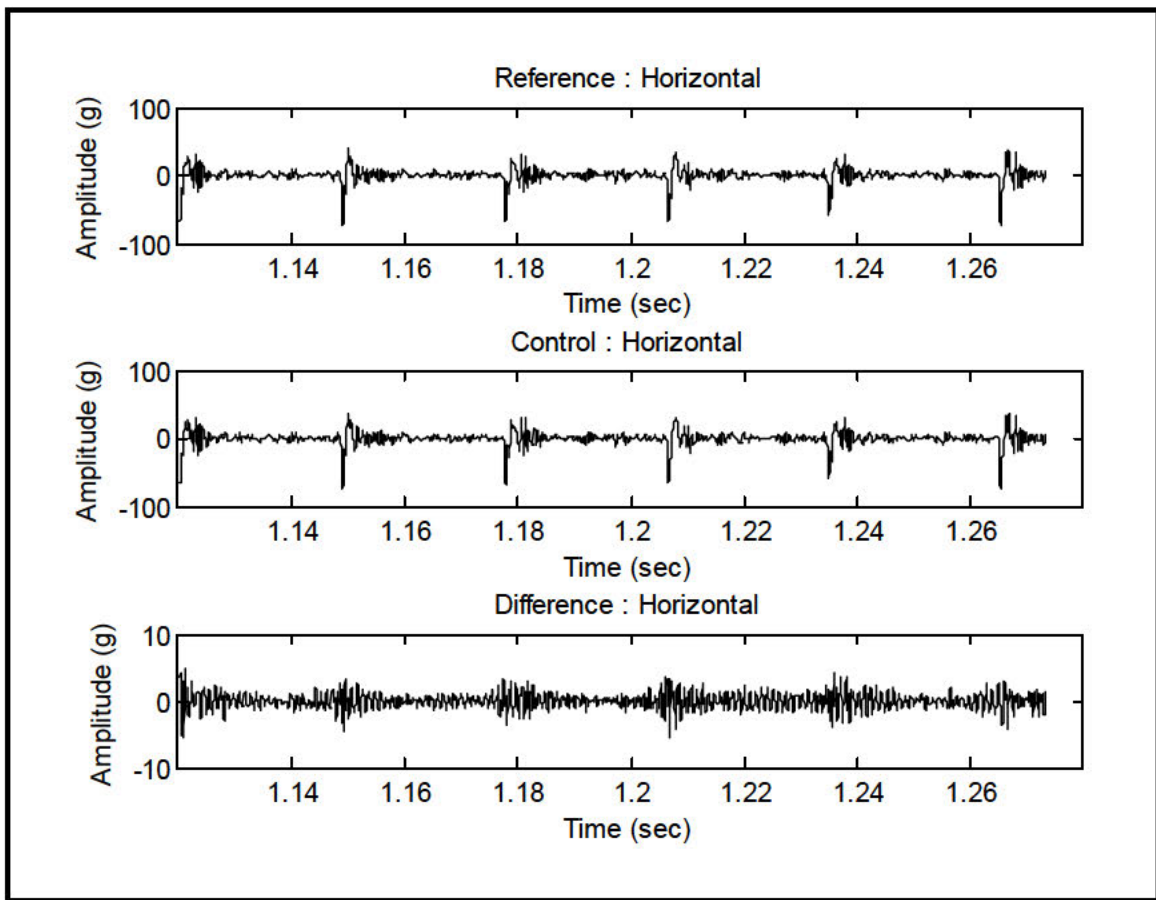 Reference : Horizontal
100
0
-100
Amplitude (g)
1.14 1.16 1.18 1.2 1.22 1.24 1.26
Time (sec)
Control : Horizontal
100
0
-100
Amplitude (g)
1.14 1.16 1.18 1.2 1.22 1.24 1.26
Time (sec)
Difference : Horizontal
10
0
-10
Amplitude (g)
1.14 1.16 1.18 1.2 1.22 1.24 1.26
Time (sec)